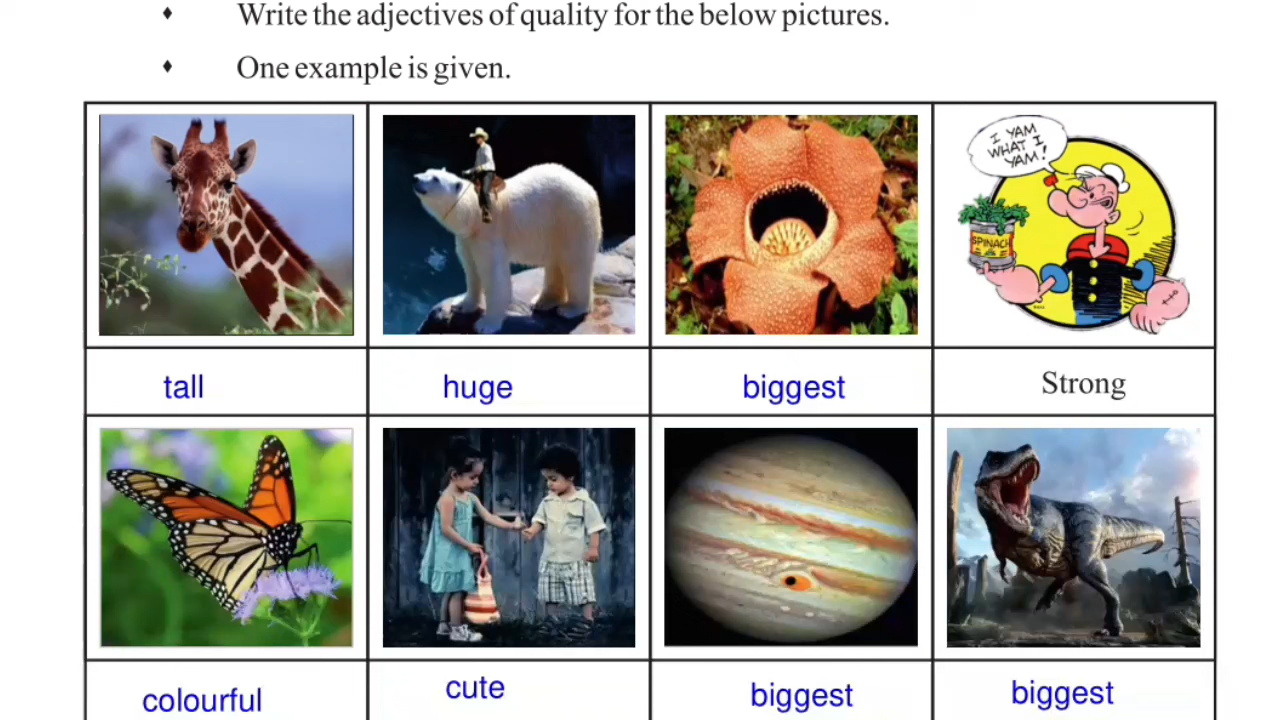 Write the adjectives of quality for the below pictures.
One example is given.
I YAM
WHAT I
YAM!
SPINACH
tall
huge
biggest
Strong
colourful
cute
biggest
biggest